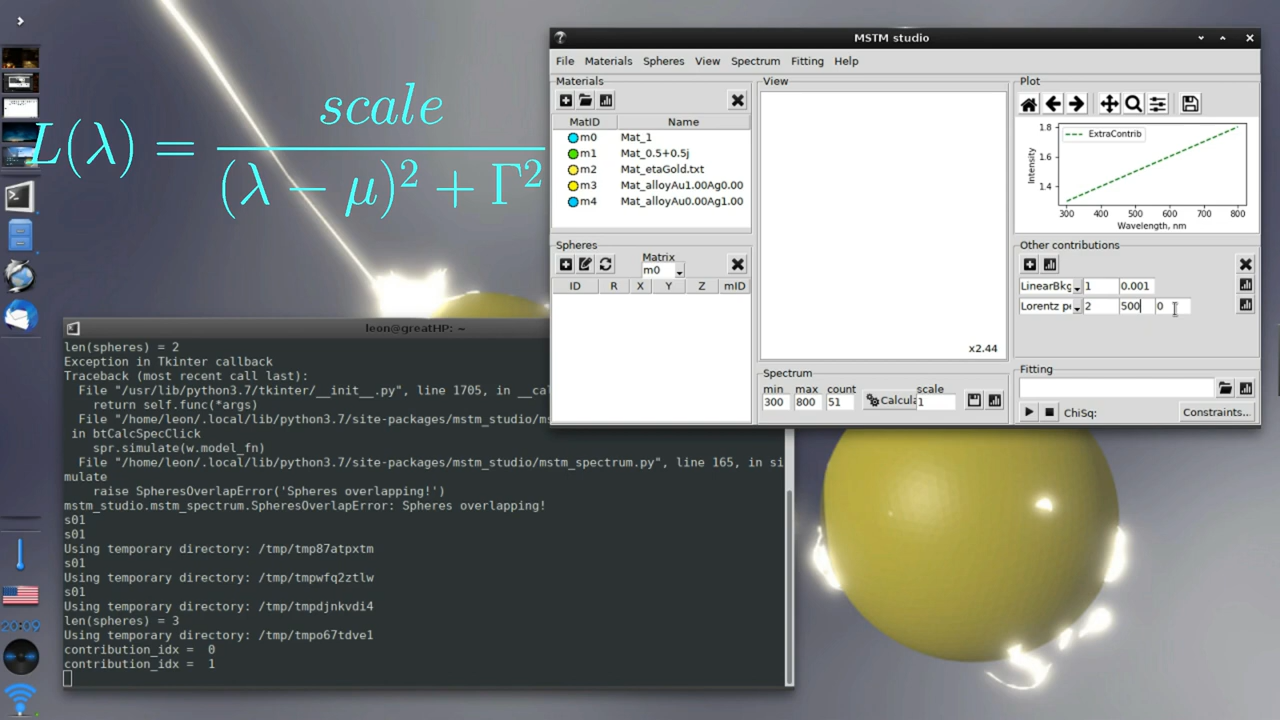 scale
L(λ) =
(λ − μ)² + Γ²
MSTM studio
File Materials Spheres View Spectrum Fitting Help
Materials
MatID Name
m0 Mat_1
m1 Mat_0.5+0.5j
m2 Mat_etaGold.txt
m3 Mat_alloyAu1.00Ag0.00
m4 Mat_alloyAu0.00Ag1.00
Spheres
Matrix
m0
ID R X Y Z mID
View
x2.44
Spectrum
min max count scale
300 800 51 Calcula 1
Plot
ExtraContrib
Intensity
1.8
1.6
1.4
300 400 500 600 700 800
Wavelength, nm
Other contributions
LinearBkg 1 0.001
Lorentz pe 2 500 0
Fitting
ChiSq: Constraints...
leon@greatHP: ~
len(spheres) = 2
Exception in Tkinter callback
Traceback (most recent call last):
File "/usr/lib/python3.7/tkinter/__init__.py", line 1705, in __cal
return self.func(*args)
File "/home/leon/.local/lib/python3.7/site-packages/mstm_studio/ms
in btCalcSpecClick
spr.simulate(w.model_fn)
File "/home/leon/.local/lib/python3.7/site-packages/mstm_studio/mstm_spectrum.py", line 165, in si
mulate
raise SpheresOverlapError('Spheres overlapping!')
mstm_studio.mstm_spectrum.SpheresOverlapError: Spheres overlapping!
s01
s01
Using temporary directory: /tmp/tmp87atpxtm
s01
Using temporary directory: /tmp/tmpwfq2ztlw
s01
Using temporary directory: /tmp/tmpdjnkvdi4
len(spheres) = 3
Using temporary directory: /tmp/tmpo67tdve1
contribution_idx =  0
contribution_idx =  1
20:09